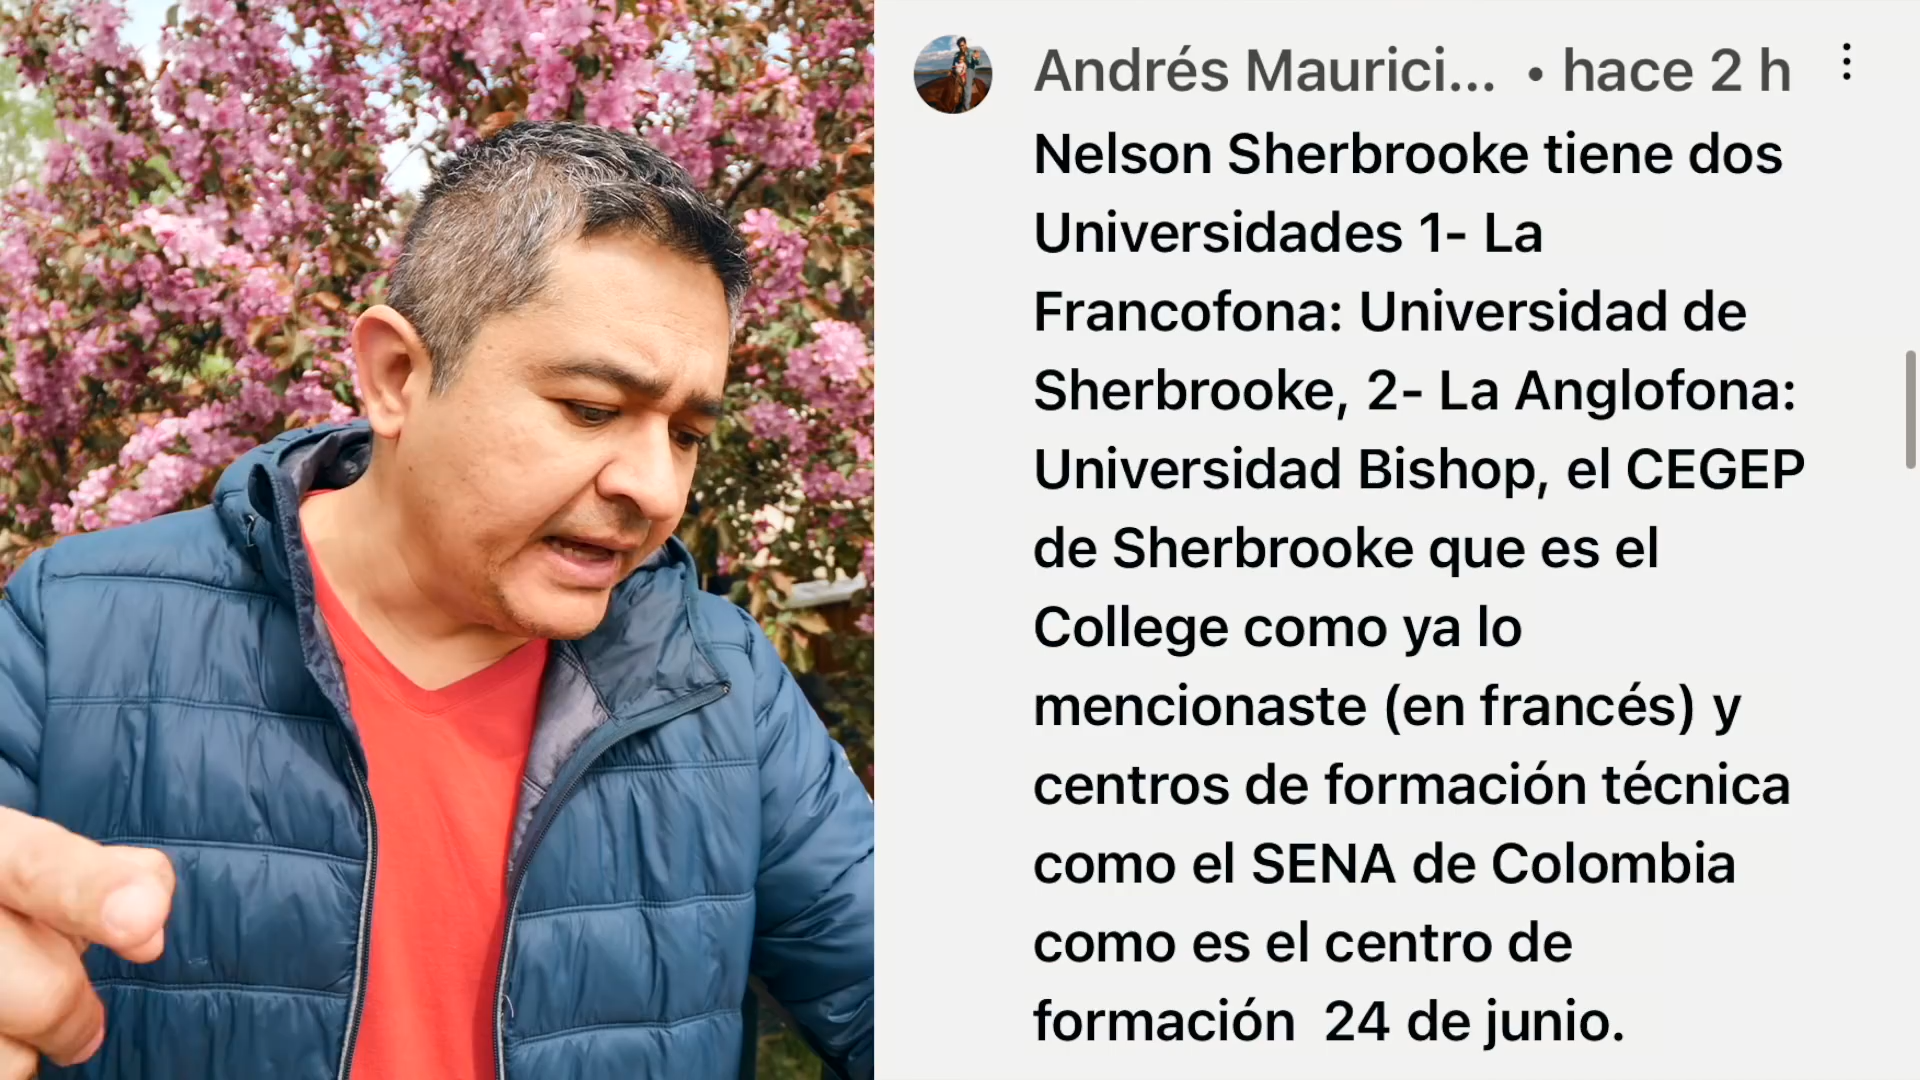 Andrés Maurici... • hace 2 h
Nelson Sherbrooke tiene dos
Universidades 1- La
Francofona: Universidad de
Sherbrooke, 2- La Anglofona:
Universidad Bishop, el CEGEP
de Sherbrooke que es el
College como ya lo
mencionaste (en francés) y
centros de formación técnica
como el SENA de Colombia
como es el centro de
formación  24 de junio.